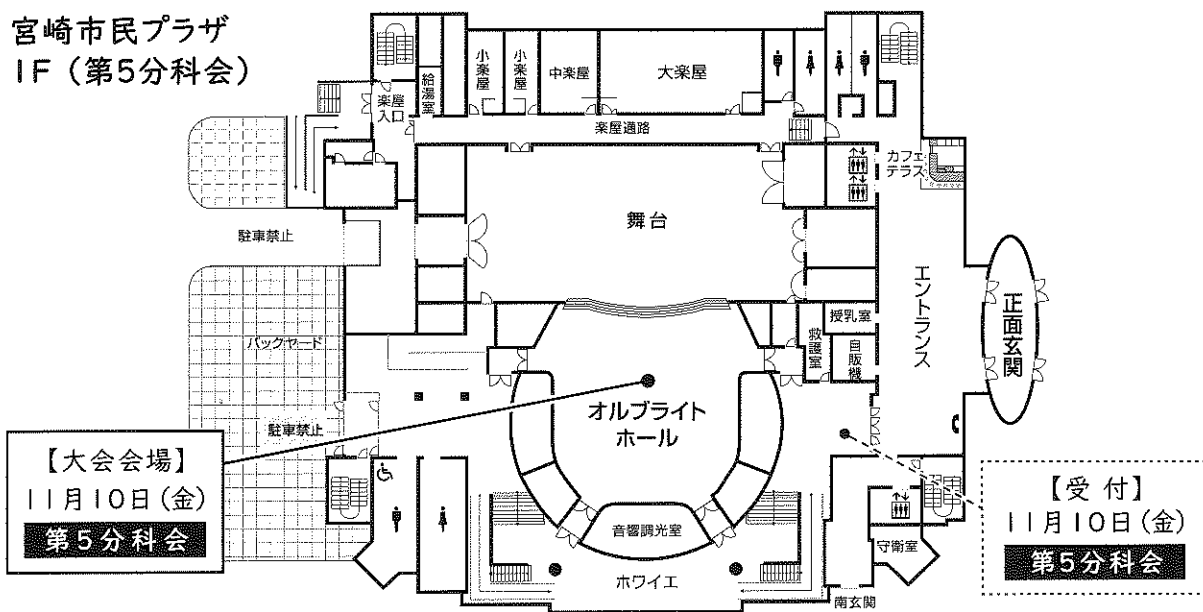 宮崎市民プラザ
1F（第5分科会）
小楽屋
小楽屋
中楽屋
大楽屋
給湯室
楽屋入口
楽屋通路
カフェテラス
舞台
駐車禁止
エントランス
正面玄関
授乳室
救護室
自販機
バックヤード
オルブライト
ホール
駐車禁止
【大会会場】
11月10日（金）
第5分科会
【受 付】
11月10日（金）
第5分科会
音響調光室
守衛室
ホワイエ
南玄関